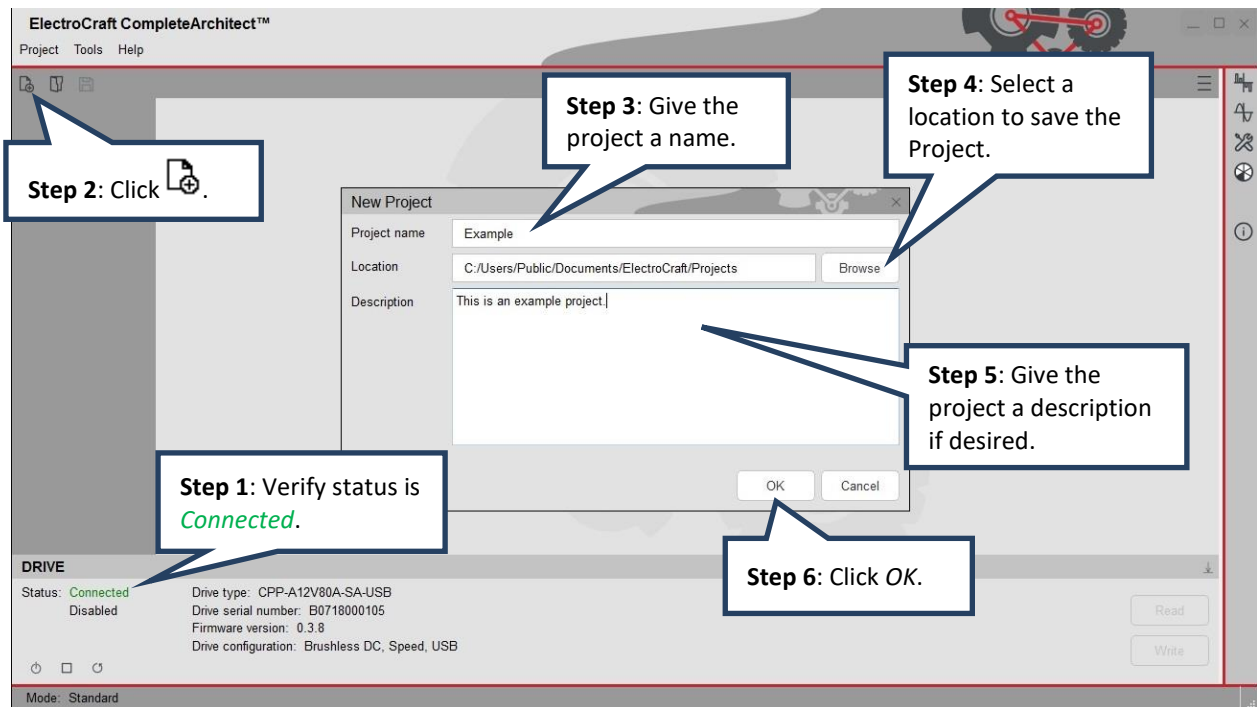 ElectroCraft CompleteArchitect™
Project Tools Help
Step 3: Give the
project a name.
Step 4: Select a
location to save the
Project.
Step 2: Click .
New Project
Project name Example
Location C:/Users/Public/Documents/ElectroCraft/Projects Browse
Description This is an example project.
Step 5: Give the
project a description
if desired.
Step 1: Verify status is
Connected.
OK Cancel
Step 6: Click OK.
DRIVE
Status: Connected Drive type: CPP-A12V80A-SA-USB
Disabled Drive serial number: B0718000105 Read
Firmware version: 0.3.8
Drive configuration: Brushless DC, Speed, USB Write
Mode: Standard